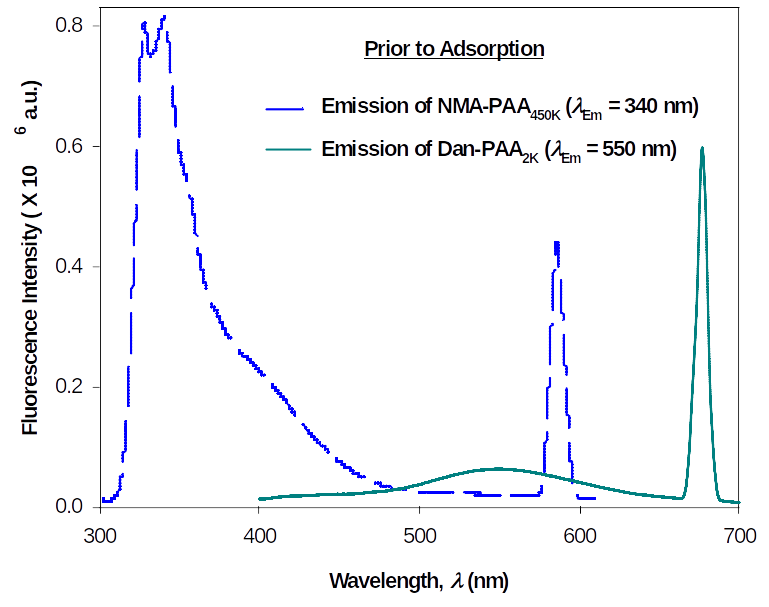 Prior to Adsorption
Emission of NMA-PAA450K (λEm = 340 nm)
Emission of Dan-PAA2K (λEm = 550 nm)
Fluorescence Intensity ( X 10 6 a.u.)
0.8
0.6
0.4
0.2
0.0
300 400 500 600 700
Wavelength, λ (nm)